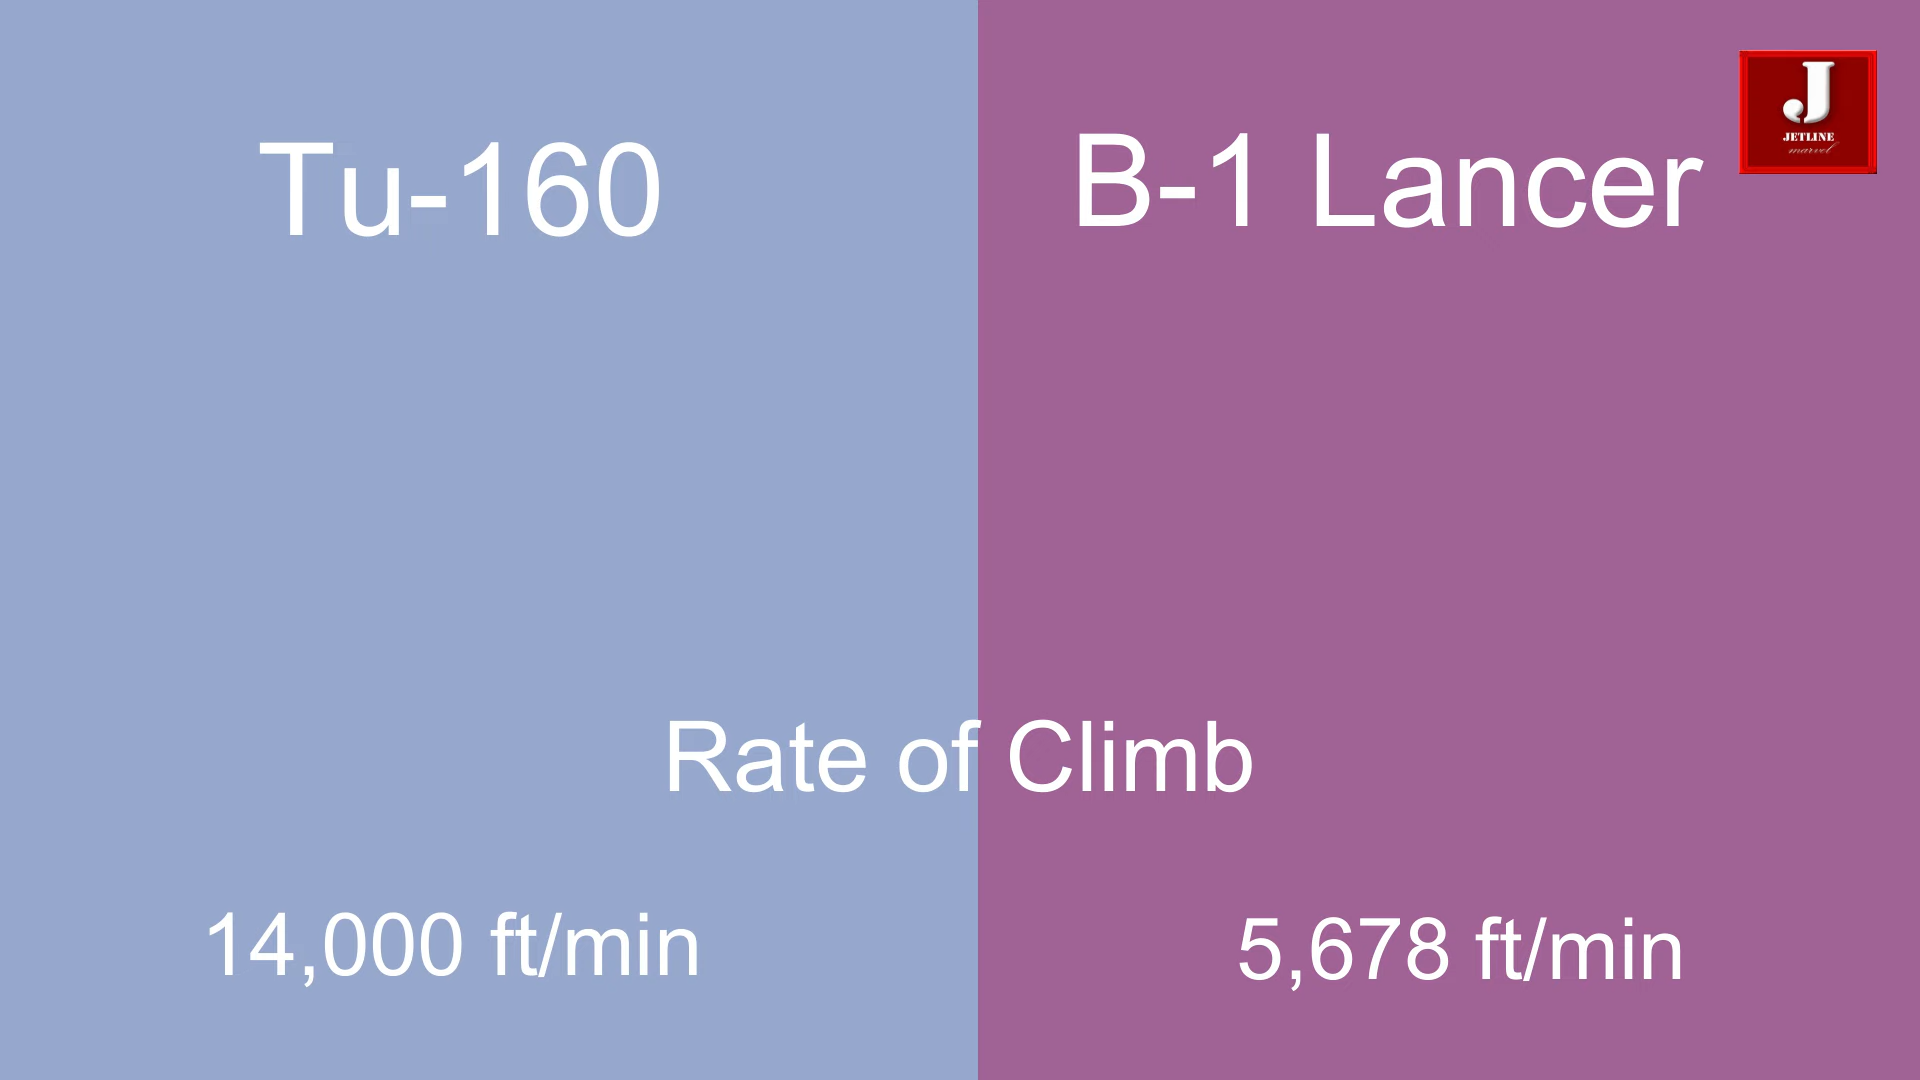 Tu-160
B-1 Lancer
J
JETLINE
marvel
Rate of Climb
14,000 ft/min
5,678 ft/min